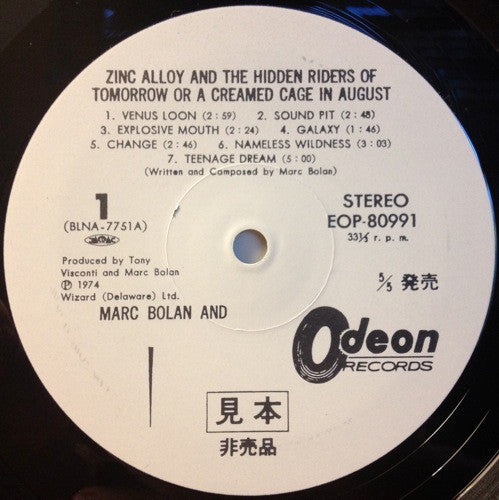 ZINC ALLOY AND THE HIDDEN RIDERS OF
TOMORROW OR A CREAMED CAGE IN AUGUST
1. VENUS LOON (2:59) 2. SOUND PIT (2:48)
3. EXPLOSIVE MOUTH (2:24) 4. GALAXY (1:46)
5. CHANGE (2:46) 6. NAMELESS WILDNESS (3:03)
7. TEENAGE DREAM (5:00)
(Written and Composed by Marc Bolan)
1
(BLNA-7751A)
STEREO
EOP-80991
33⅓ r. p. m.
Produced by Tony
Visconti and Marc Bolan
Ⓟ 1974
Wizard (Delaware) Ltd.
5/5 発売
MARC BOLAN AND
Odeon
RECORDS
見本
非売品